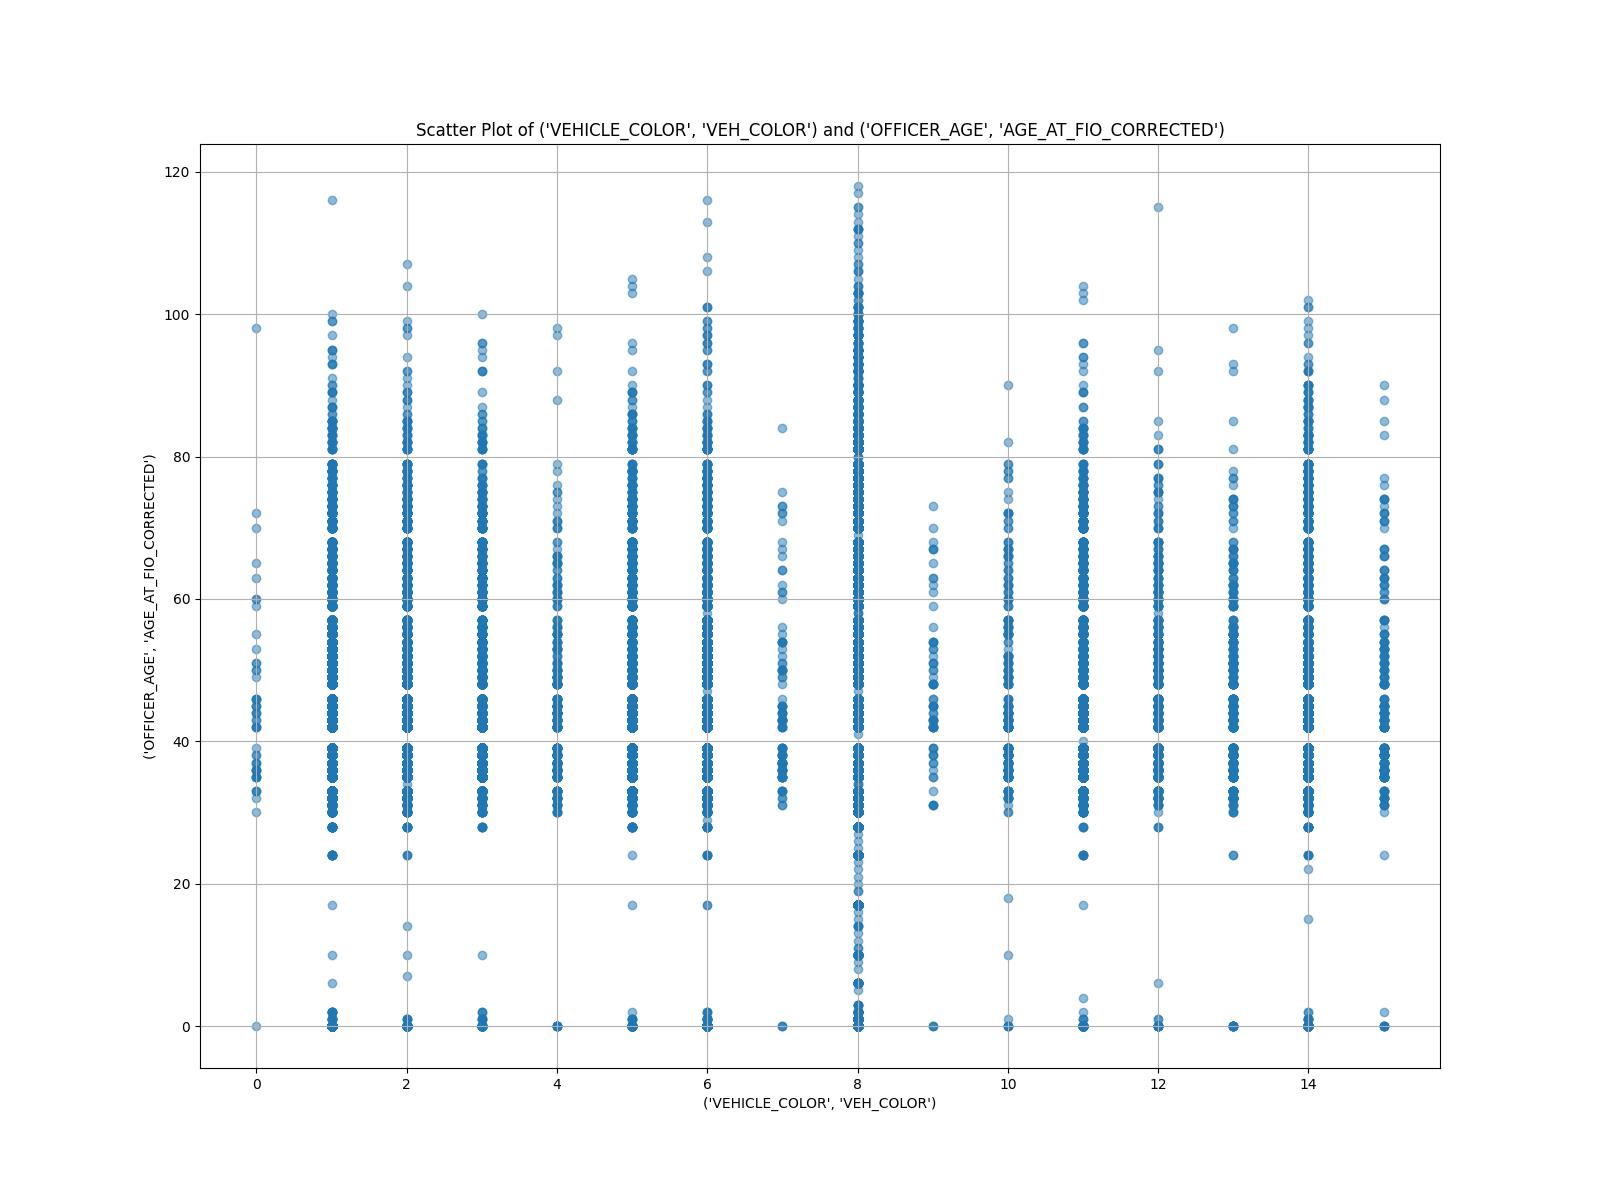 Scatter Plot of ('VEHICLE_COLOR', 'VEH_COLOR') and ('OFFICER_AGE', 'AGE_AT_FIO_CORRECTED')
120
100
80
60
40
20
0
('OFFICER_AGE', 'AGE_AT_FIO_CORRECTED')
0 2 4 6 8 10 12 14
('VEHICLE_COLOR', 'VEH_COLOR')